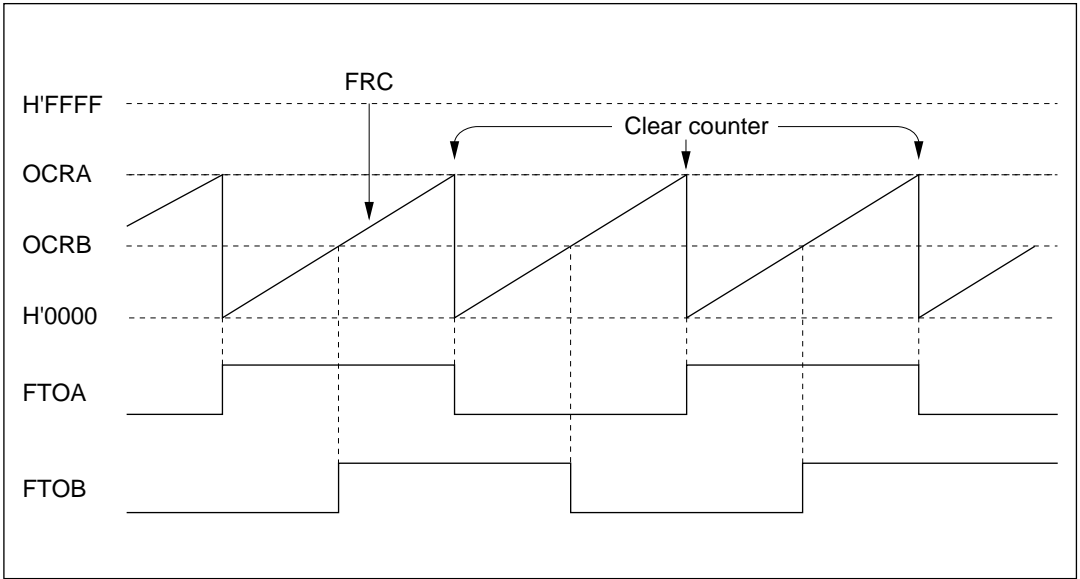 FRC
H'FFFF
Clear counter
OCRA
OCRB
H'0000
FTOA
FTOB